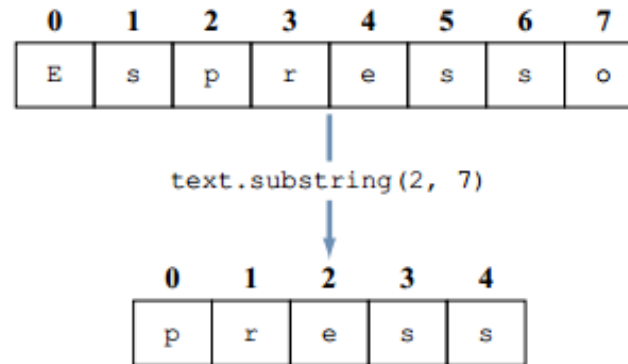 0 1 2 3 4 5 6 7
E s p r e s s o
text.substring(2, 7)
0 1 2 3 4
p r e s s